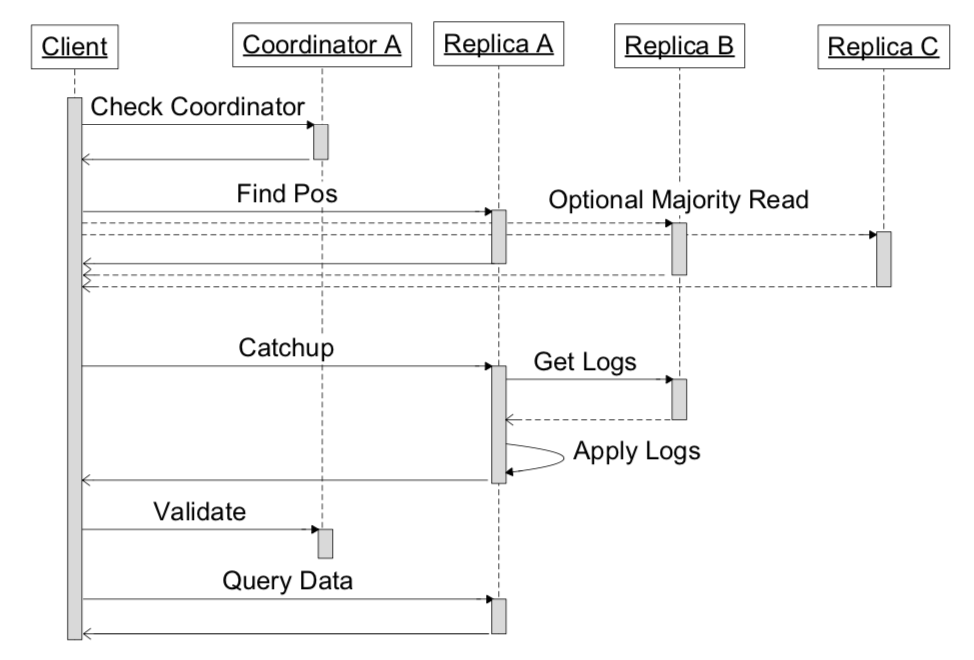 Client
Coordinator A
Replica A
Replica B
Replica C
Check Coordinator
Find Pos
Optional Majority Read
Catchup
Get Logs
Apply Logs
Validate
Query Data